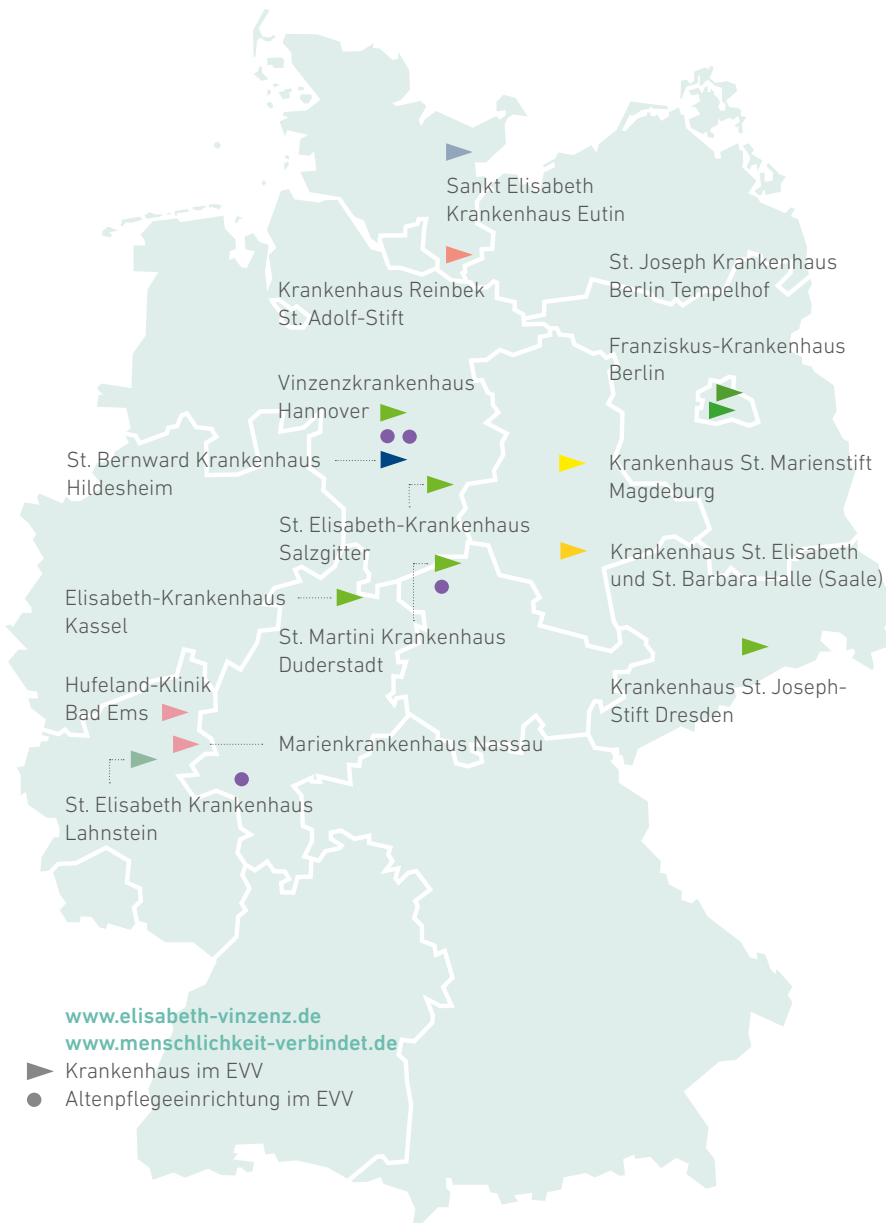 Sankt Elisabeth
Krankenhaus Eutin
Krankenhaus Reinbek
St. Adolf-Stift
St. Joseph Krankenhaus
Berlin Tempelhof
Franziskus-Krankenhaus
Berlin
Vinzenzkrankenhaus
Hannover
St. Bernward Krankenhaus
Hildesheim
Krankenhaus St. Marienstift
Magdeburg
St. Elisabeth-Krankenhaus
Salzgitter
Krankenhaus St. Elisabeth
und St. Barbara Halle (Saale)
Elisabeth-Krankenhaus
Kassel
St. Martini Krankenhaus
Duderstadt
Krankenhaus St. Joseph-
Stift Dresden
Hufeland-Klinik
Bad Ems
Marienkrankenhaus Nassau
St. Elisabeth Krankenhaus
Lahnstein
www.elisabeth-vinzenz.de
www.menschlichkeit-verbindet.de
Krankenhaus im EVV
Altenpflegeeinrichtung im EVV